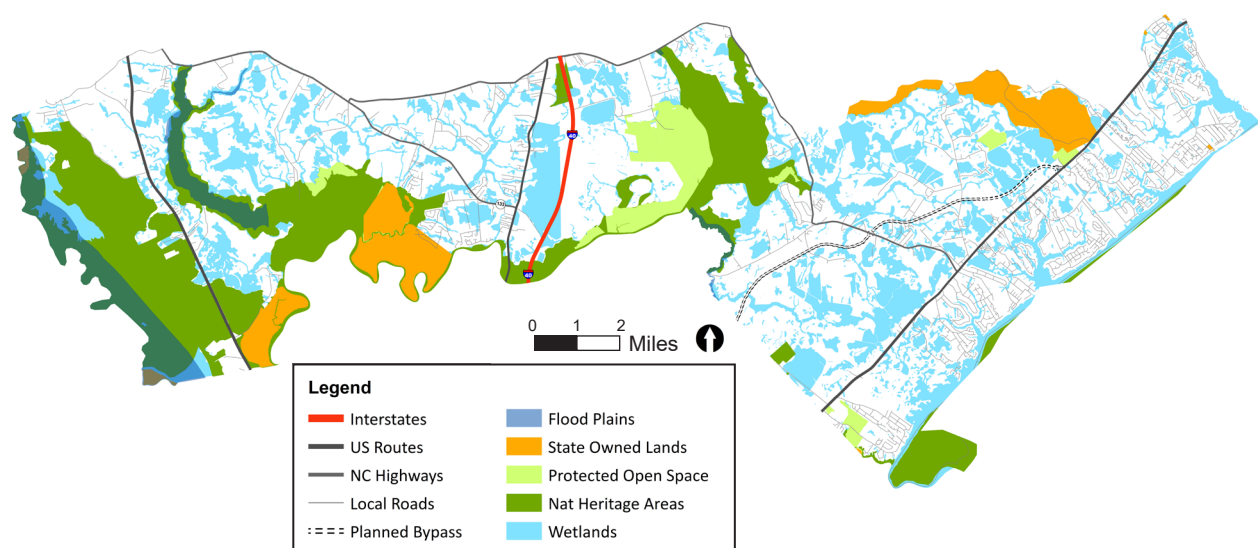 40
133
40
0 1 2
Miles
Legend
Interstates
US Routes
NC Highways
Local Roads
Planned Bypass
Flood Plains
State Owned Lands
Protected Open Space
Nat Heritage Areas
Wetlands